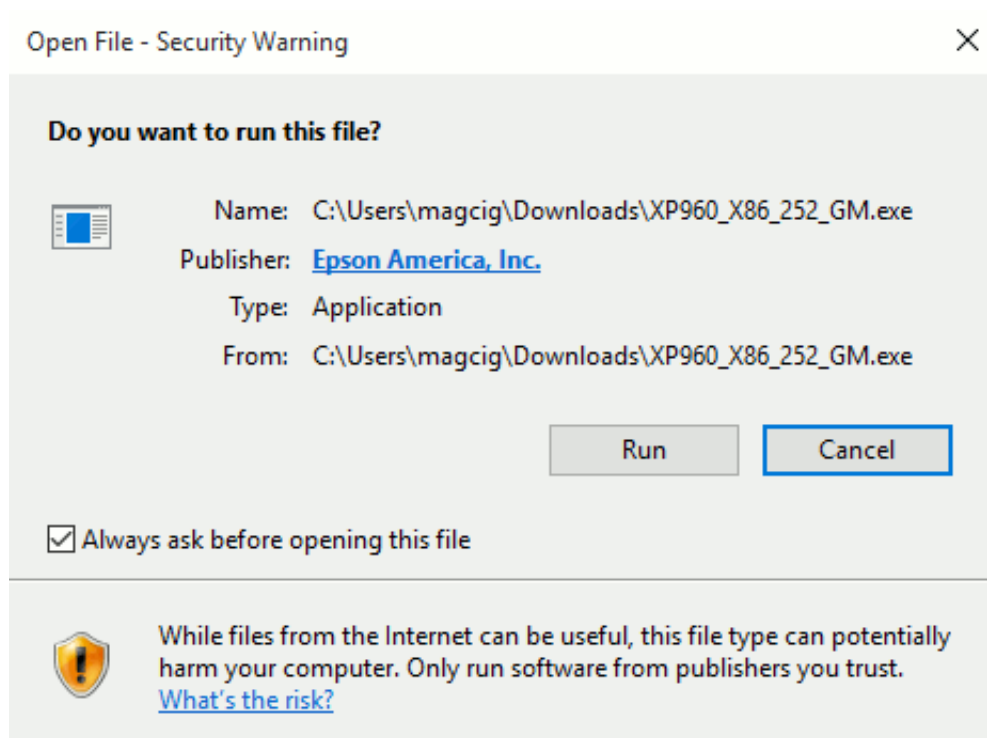 Open File - Security Warning
Do you want to run this file?
Name: C:\Users\magcig\Downloads\XP960_X86_252_GM.exe
Publisher: Epson America, Inc.
Type: Application
From: C:\Users\magcig\Downloads\XP960_X86_252_GM.exe
Run Cancel
Always ask before opening this file
While files from the Internet can be useful, this file type can potentially
harm your computer. Only run software from publishers you trust.
What's the risk?